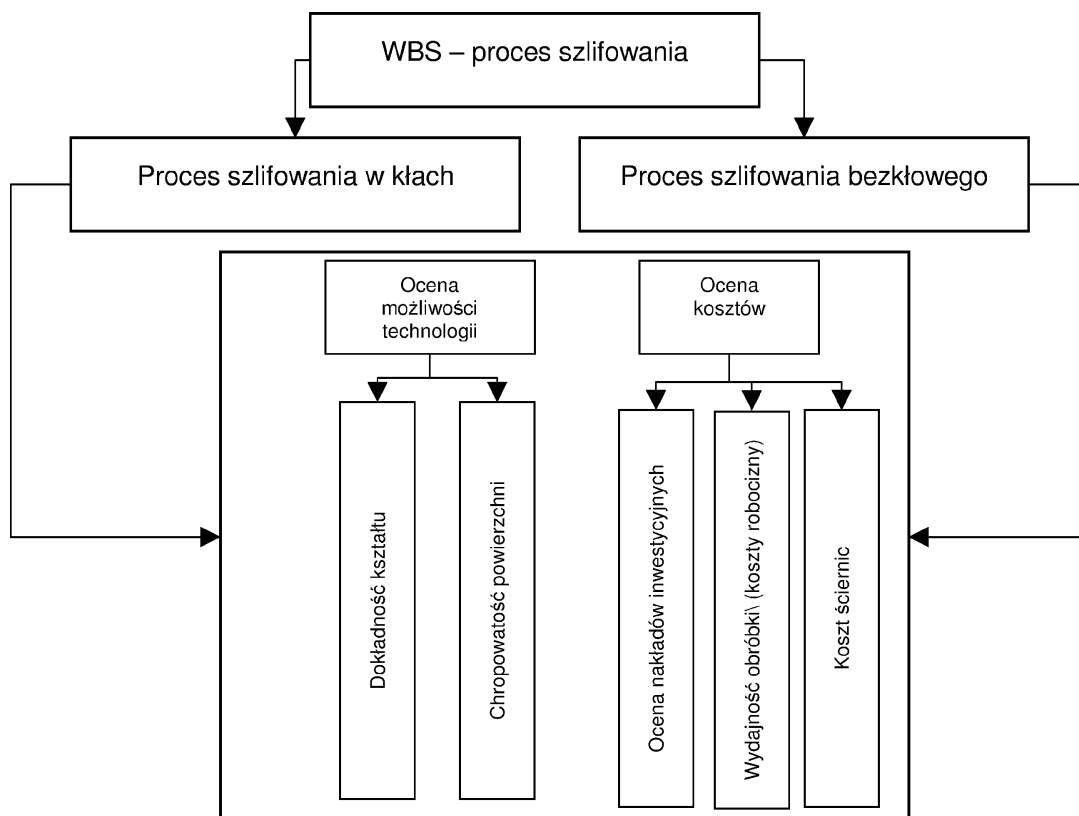 WBS – proces szlifowania
Proces szlifowania w kłach
Proces szlifowania bezkłowego
Ocena
możliwości
technologii
Ocena
kosztów
Dokładność kształtu
Chropowatość powierzchni
Ocena nakładów inwestycyjnych
Wydajność obróbki\ (koszty robocizny)
Koszt ściernic